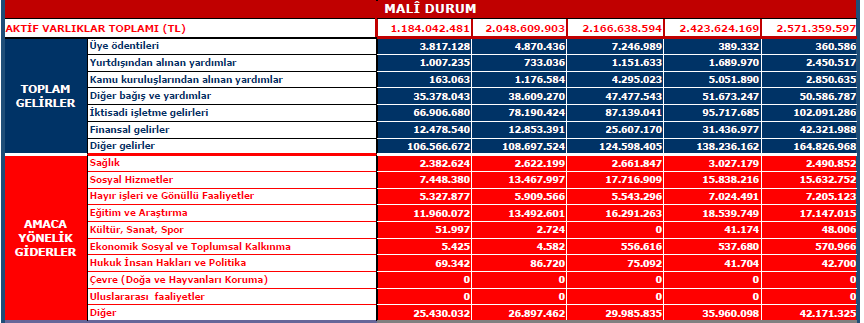 MALÎ DURUM
AKTİF VARLIKLAR TOPLAMI (TL) 1.184.042.481 2.048.609.903 2.166.638.594 2.423.624.169 2.571.359.597
TOPLAM GELİRLER
Üye ödentileri 3.817.128 4.870.436 7.246.989 389.332 360.586
Yurtdışından alınan yardımlar 1.007.235 733.036 1.151.633 1.689.970 2.450.517
Kamu kuruluşlarından alınan yardımlar 163.063 1.176.584 4.295.023 5.051.890 2.850.635
Diğer bağış ve yardımlar 35.378.043 38.609.270 47.477.543 51.673.247 50.586.787
İktisadi işletme gelirleri 66.906.680 78.190.424 87.139.041 95.717.685 102.091.286
Finansal gelirler 12.478.540 12.853.391 25.607.170 31.436.977 42.321.988
Diğer gelirler 106.566.672 108.697.524 124.598.405 138.236.162 164.826.968
AMACA YÖNELİK GİDERLER
Sağlık 2.382.624 2.622.199 2.661.847 3.027.179 2.490.852
Sosyal Hizmetler 7.448.380 13.467.997 17.716.909 15.838.216 15.632.752
Hayır işleri ve Gönüllü Faaliyetler 5.327.877 5.909.566 5.543.296 7.024.491 7.205.123
Eğitim ve Araştırma 11.960.072 13.492.601 16.291.263 18.539.749 17.147.015
Kültür, Sanat, Spor 51.997 2.724 0 41.174 48.006
Ekonomik Sosyal ve Toplumsal Kalkınma 5.425 4.582 556.616 537.680 570.966
Hukuk İnsan Hakları ve Politika 69.342 86.720 75.092 41.704 42.700
Çevre (Doğa ve Hayvanları Koruma) 0 0 0 0 0
Uluslararası faaliyetler 0 0 0 0 0
Diğer 25.430.032 26.897.462 29.985.835 35.960.098 42.171.325